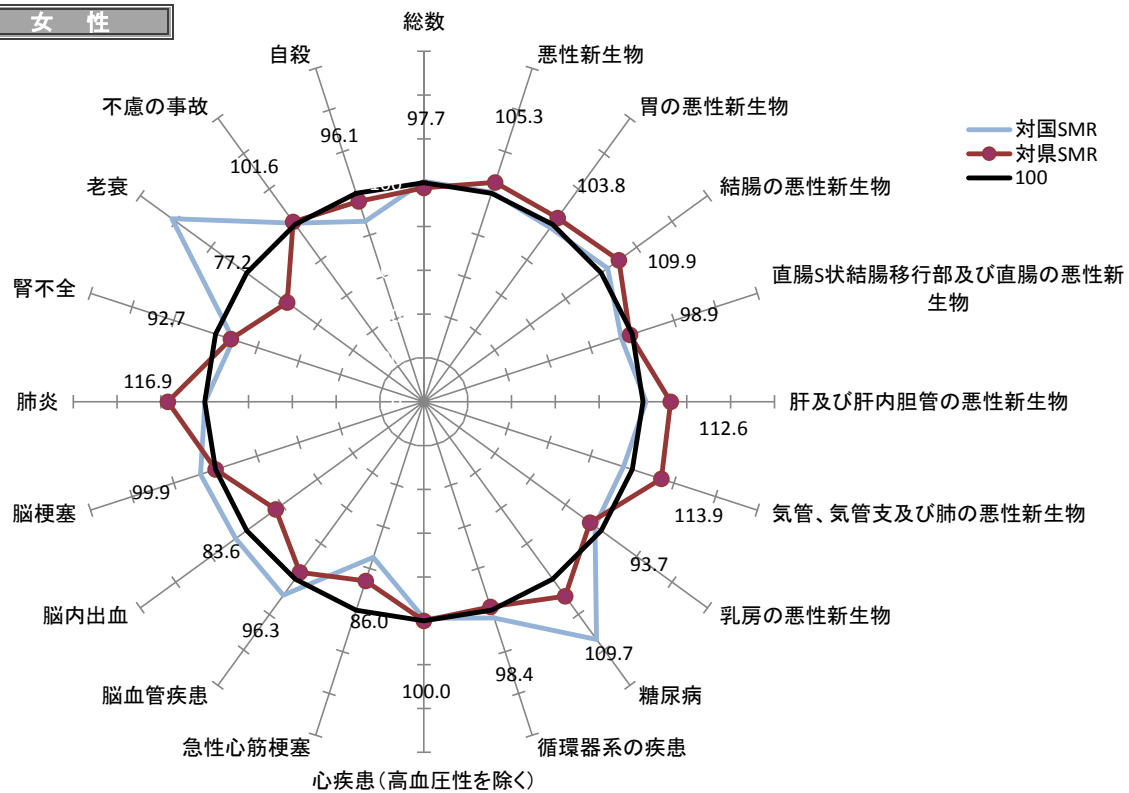 女 性
総数
悪性新生物
胃の悪性新生物
結腸の悪性新生物
直腸S状結腸移行部及び直腸の悪性新
生物
肝及び肝内胆管の悪性新生物
気管、気管支及び肺の悪性新生物
乳房の悪性新生物
糖尿病
循環器系の疾患
心疾患(高血圧性を除く)
急性心筋梗塞
脳血管疾患
脳内出血
脳梗塞
肺炎
腎不全
老衰
不慮の事故
自殺
97.7
105.3
103.8
109.9
98.9
112.6
113.9
93.7
109.7
98.4
100.0
86.0
96.3
83.6
99.9
116.9
92.7
77.2
101.6
96.1
対国SMR
対県SMR
100